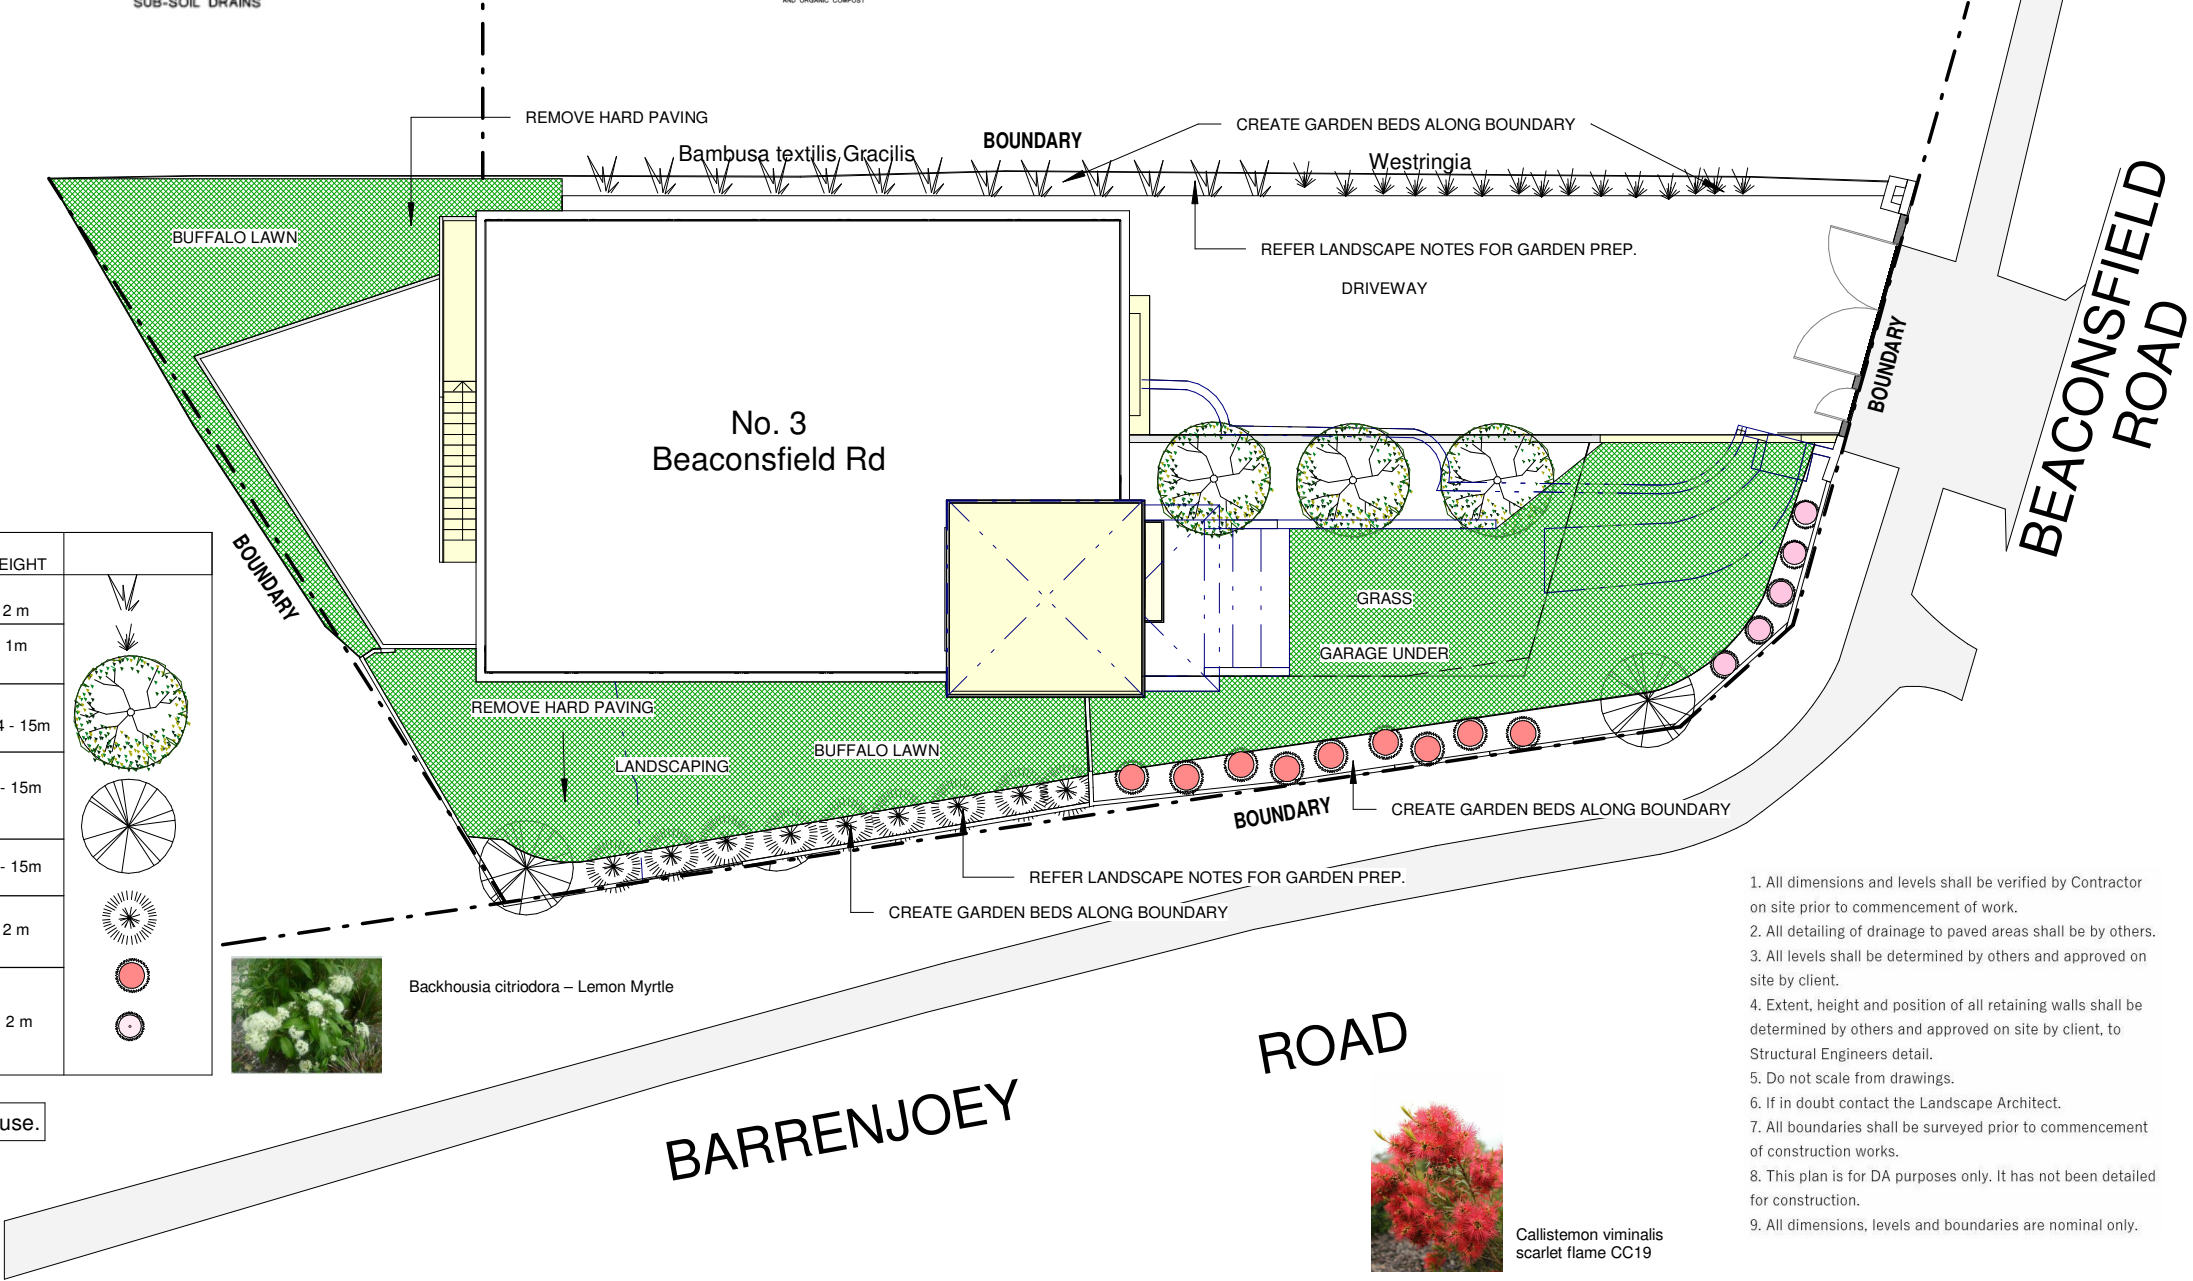 SUB-SOIL DRAINS
AND ORGANIC COMPOST
REMOVE HARD PAVING
BOUNDARY
CREATE GARDEN BEDS ALONG BOUNDARY
Bambusa textilis Gracilis
Westringia
BUFFALO LAWN
REFER LANDSCAPE NOTES FOR GARDEN PREP.
DRIVEWAY
BEACONSFIELD
ROAD
BOUNDARY
No. 3
Beaconsfield Rd
BOUNDARY
EIGHT
2 m
1m
4 - 15m
- 15m
- 15m
2 m
2 m
use.
GRASS
GARAGE UNDER
REMOVE HARD PAVING
BUFFALO LAWN
LANDSCAPING
BOUNDARY
CREATE GARDEN BEDS ALONG BOUNDARY
REFER LANDSCAPE NOTES FOR GARDEN PREP.
CREATE GARDEN BEDS ALONG BOUNDARY
Backhousia citriodora – Lemon Myrtle
BARRENJOEY
ROAD
Callistemon viminalis
scarlet flame CC19
1. All dimensions and levels shall be verified by Contractor
on site prior to commencement of work.
2. All detailing of drainage to paved areas shall be by others.
3. All levels shall be determined by others and approved on
site by client.
4. Extent, height and position of all retaining walls shall be
determined by others and approved on site by client, to
Structural Engineers detail.
5. Do not scale from drawings.
6. If in doubt contact the Landscape Architect.
7. All boundaries shall be surveyed prior to commencement
of construction works.
8. This plan is for DA purposes only. It has not been detailed
for construction.
9. All dimensions, levels and boundaries are nominal only.